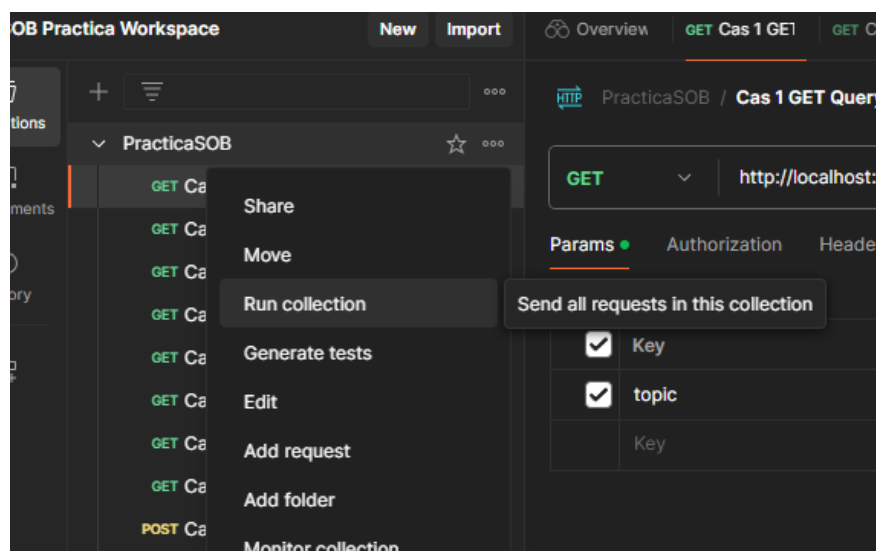 OB Practica Workspace
New
Import
Overview
GET Cas 1 GET
GET C
tions
PracticaSOB
HTTP PracticaSOB / Cas 1 GET Query
GET Ca
ments
GET Ca
GET Ca
ory
GET Ca
GET Ca
GET Ca
GET Ca
GET Ca
POST Ca
Share
Move
Run collection
Generate tests
Edit
Add request
Add folder
Monitor collection
Send all requests in this collection
GET
http://localhost:
Params
Authorization
Heade
Key
topic
Key